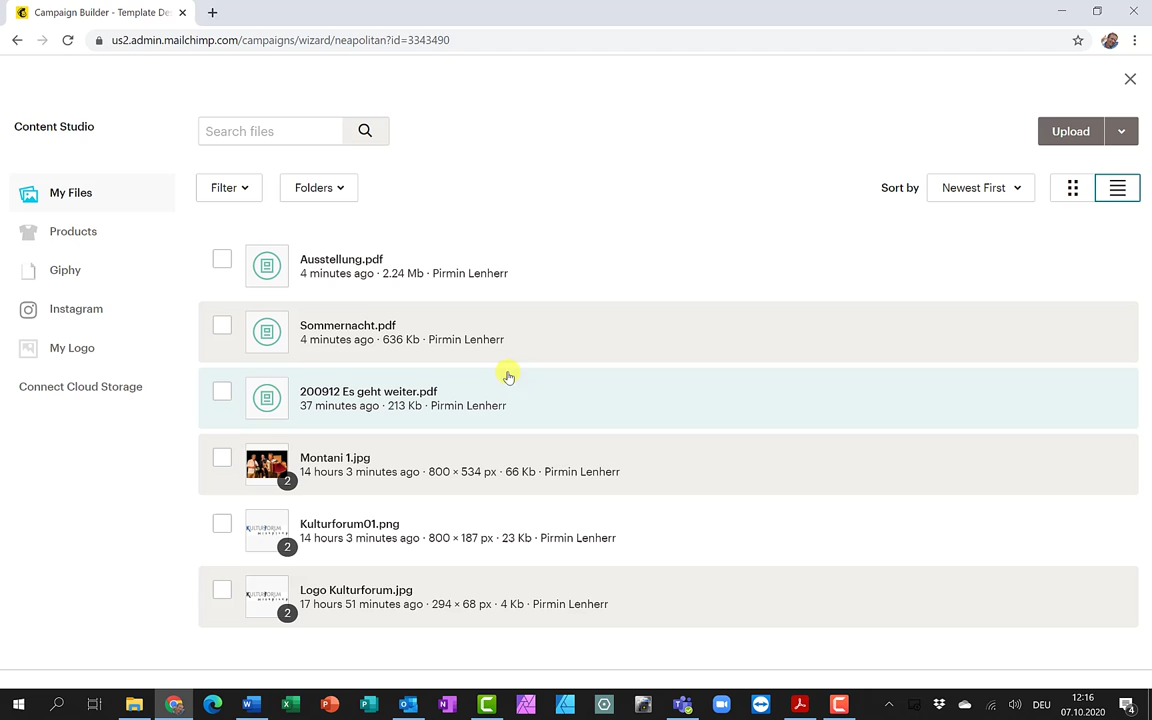 Campaign Builder - Template De
us2.admin.mailchimp.com/campaigns/wizard/neapolitan?id=3343490
Content Studio
Search files
Upload
My Files
Filter
Folders
Sort by
Newest First
Products
Giphy
Instagram
My Logo
Connect Cloud Storage
Ausstellung.pdf
4 minutes ago · 2.24 Mb · Pirmin Lenherr
Sommernacht.pdf
4 minutes ago · 636 Kb · Pirmin Lenherr
200912 Es geht weiter.pdf
37 minutes ago · 213 Kb · Pirmin Lenherr
Montani 1.jpg
14 hours 3 minutes ago · 800 × 534 px · 66 Kb · Pirmin Lenherr
2
Kulturforum01.png
14 hours 3 minutes ago · 800 × 187 px · 23 Kb · Pirmin Lenherr
2
Logo Kulturforum.jpg
17 hours 51 minutes ago · 294 × 68 px · 4 Kb · Pirmin Lenherr
2
DEU
12:16
07.10.2020
4